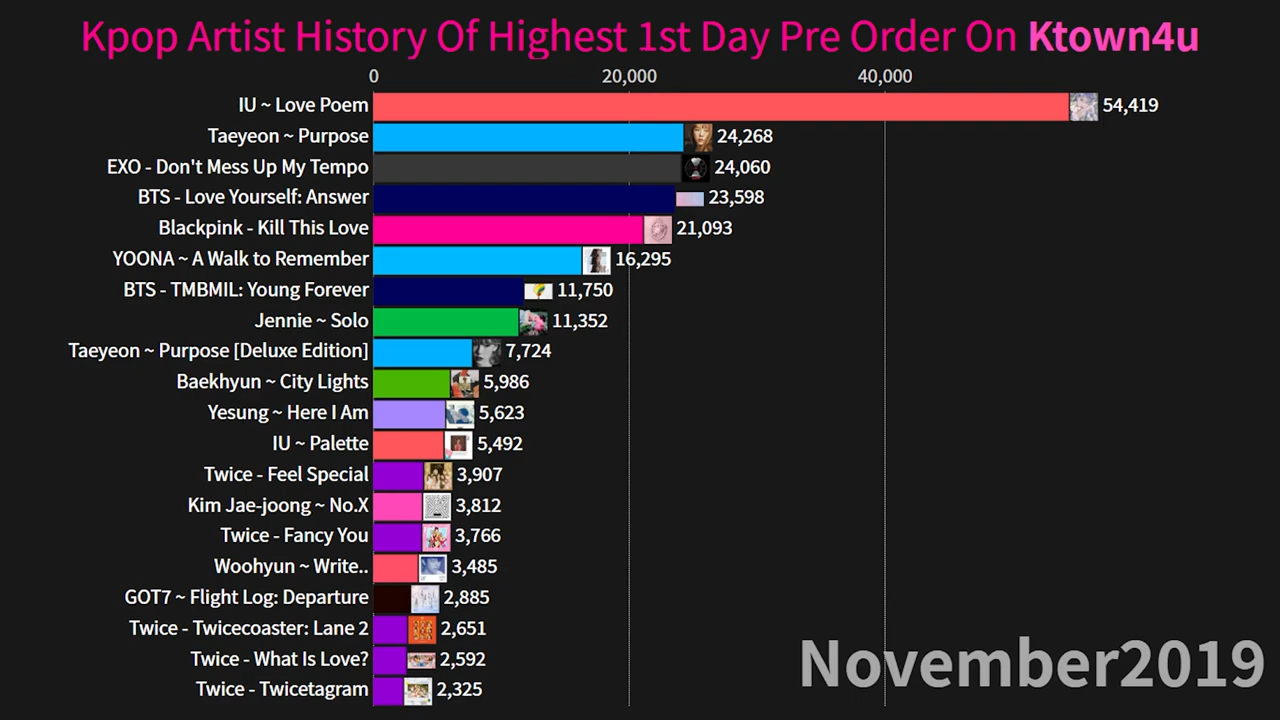 Kpop Artist History Of Highest 1st Day Pre Order On Ktown4u
0 20,000 40,000
IU ~ Love Poem 54,419
Taeyeon ~ Purpose 24,268
EXO - Don't Mess Up My Tempo 24,060
BTS - Love Yourself: Answer 23,598
Blackpink - Kill This Love 21,093
YOONA ~ A Walk to Remember 16,295
BTS - TMBMIL: Young Forever 11,750
Jennie ~ Solo 11,352
Taeyeon ~ Purpose [Deluxe Edition] 7,724
Baekhyun ~ City Lights 5,986
Yesung ~ Here I Am 5,623
IU ~ Palette 5,492
Twice - Feel Special 3,907
Kim Jae-joong ~ No.X 3,812
Twice - Fancy You 3,766
Woohyun ~ Write.. 3,485
GOT7 ~ Flight Log: Departure 2,885
Twice - Twicecoaster: Lane 2 2,651
Twice - What Is Love? 2,592
Twice - Twicetagram 2,325
November2019